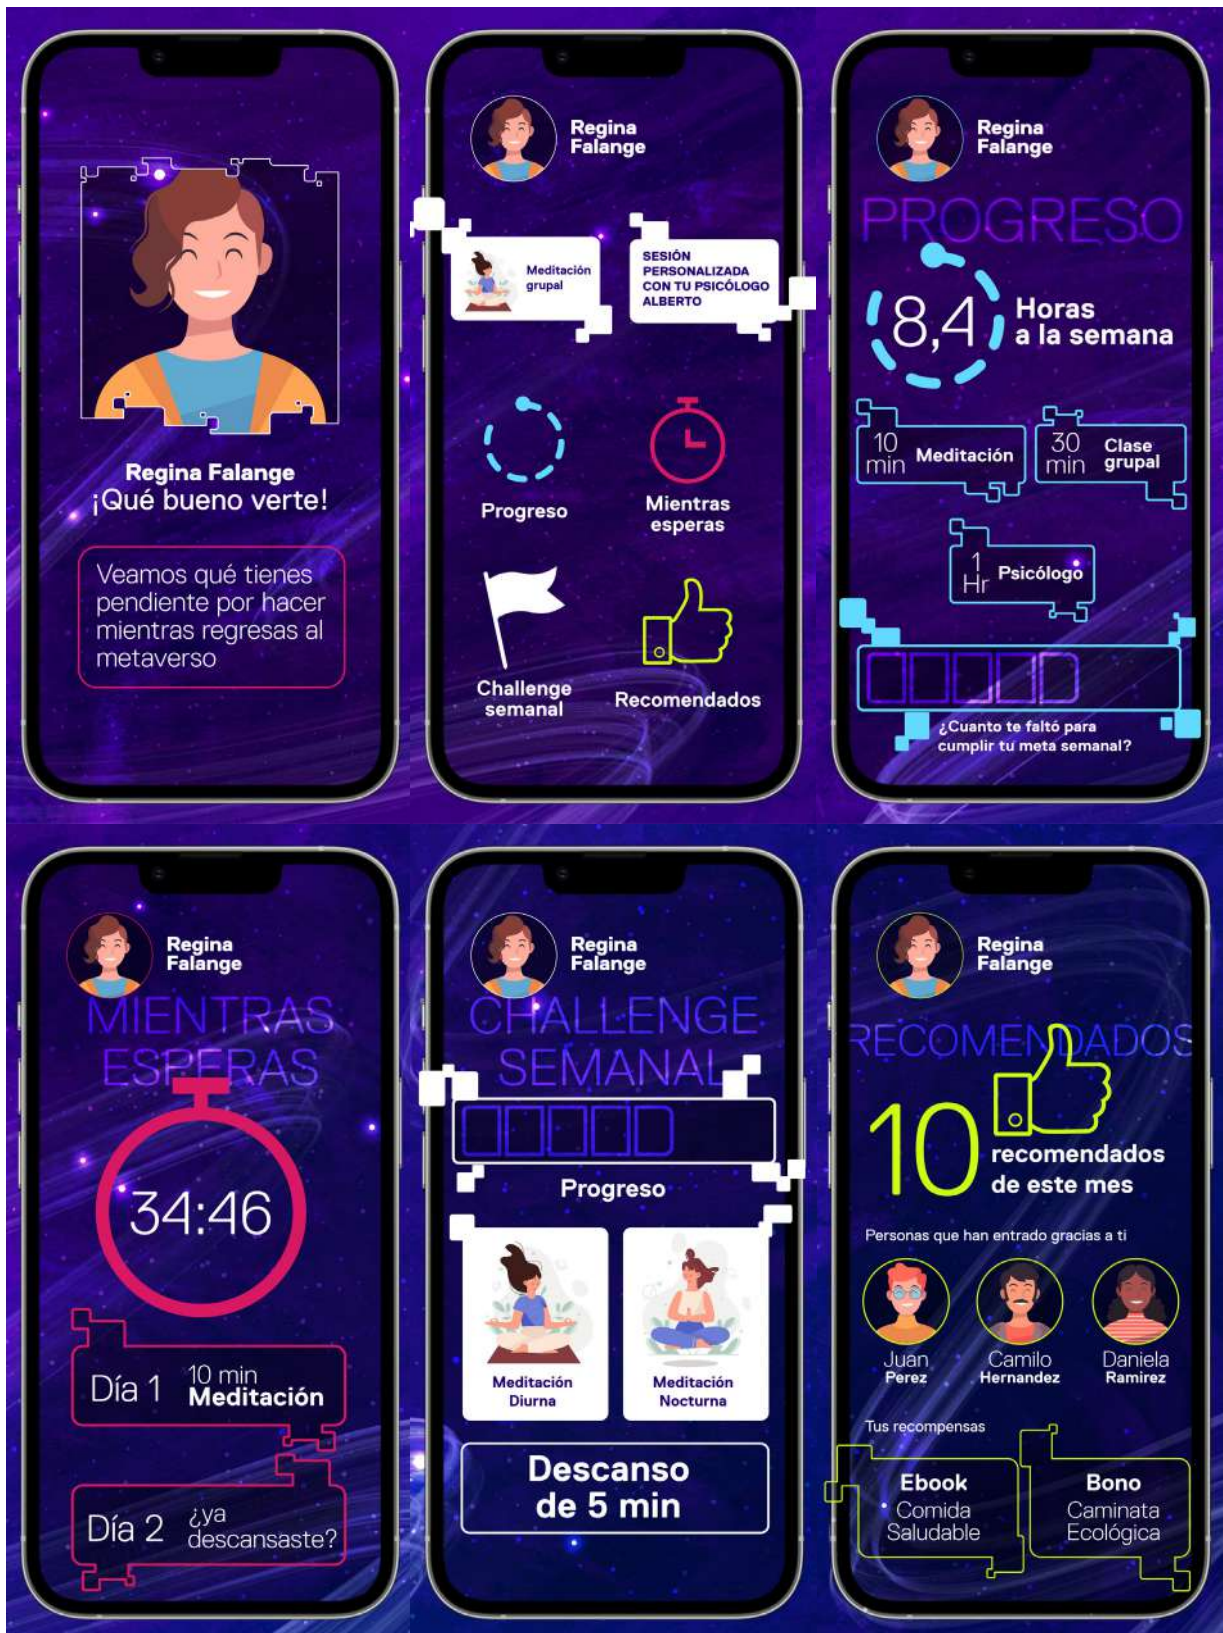 Regina Falange
¡Qué bueno verte!
Veamos qué tienes
pendiente por hacer
mientras regresas al
metaverso
Regina
Falange
Meditación
grupal
SESIÓN
PERSONALIZADA
CON TU PSICÓLOGO
ALBERTO
Progreso
Mientras
esperas
Challenge
semanal
Recomendados
Regina
Falange
PROGRESO
8,4
Horas
a la semana
10
min
Meditación
30
min
Clase
grupal
1
Hr
Psicólogo
¿Cuanto te faltó para
cumplir tu meta semanal?
Regina
Falange
MIENTRAS
ESPERAS
34:46
Día 1
10 min
Meditación
Día 2
¿ya
descansaste?
Regina
Falange
CHALLENGE
SEMANAL
Progreso
Meditación
Diurna
Meditación
Nocturna
Descanso
de 5 min
Regina
Falange
RECOMENDADOS
10
recomendados
de este mes
Personas que han entrado gracias a ti
Juan
Perez
Camilo
Hernandez
Daniela
Ramirez
Tus recompensas
Ebook
Comida
Saludable
Bono
Caminata
Ecológica